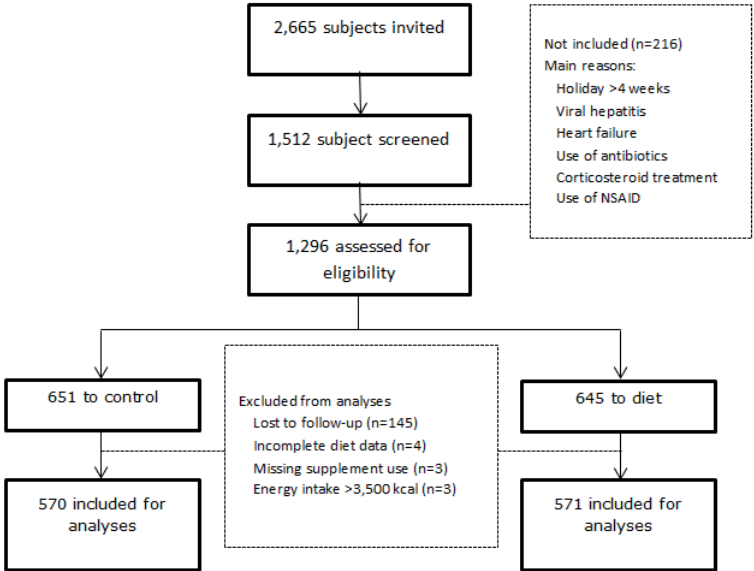 2,665 subjects invited
Not included (n=216)
Main reasons:
Holiday >4 weeks
Viral hepatitis
Heart failure
Use of antibiotics
Corticosteroid treatment
Use of NSAID
1,512 subject screened
1,296 assessed for
eligibility
651 to control
Excluded from analyses
Lost to follow-up (n=145)
Incomplete diet data (n=4)
Missing supplement use (n=3)
Energy intake >3,500 kcal (n=3)
645 to diet
570 included for
analyses
571 included for
analyses